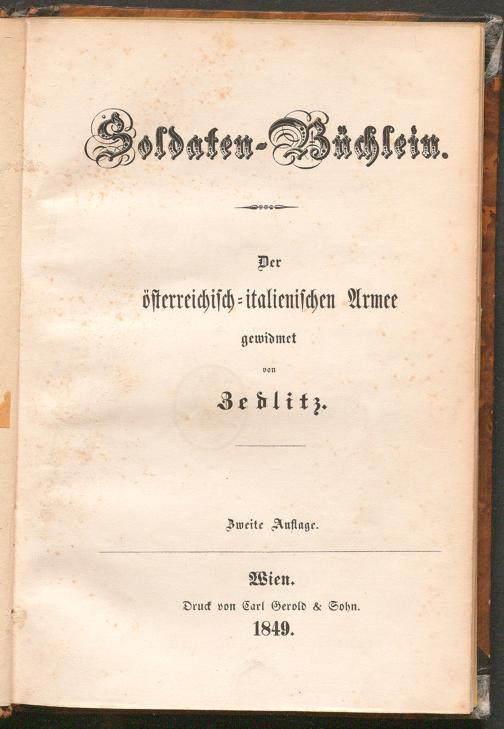 Soldaten-Büchlein.
Der
österreichisch-italienischen Armee
gewidmet
von
Zedlitz.
Zweite Auflage.
Wien.
Druck von Carl Gerold & Sohn.
1849.